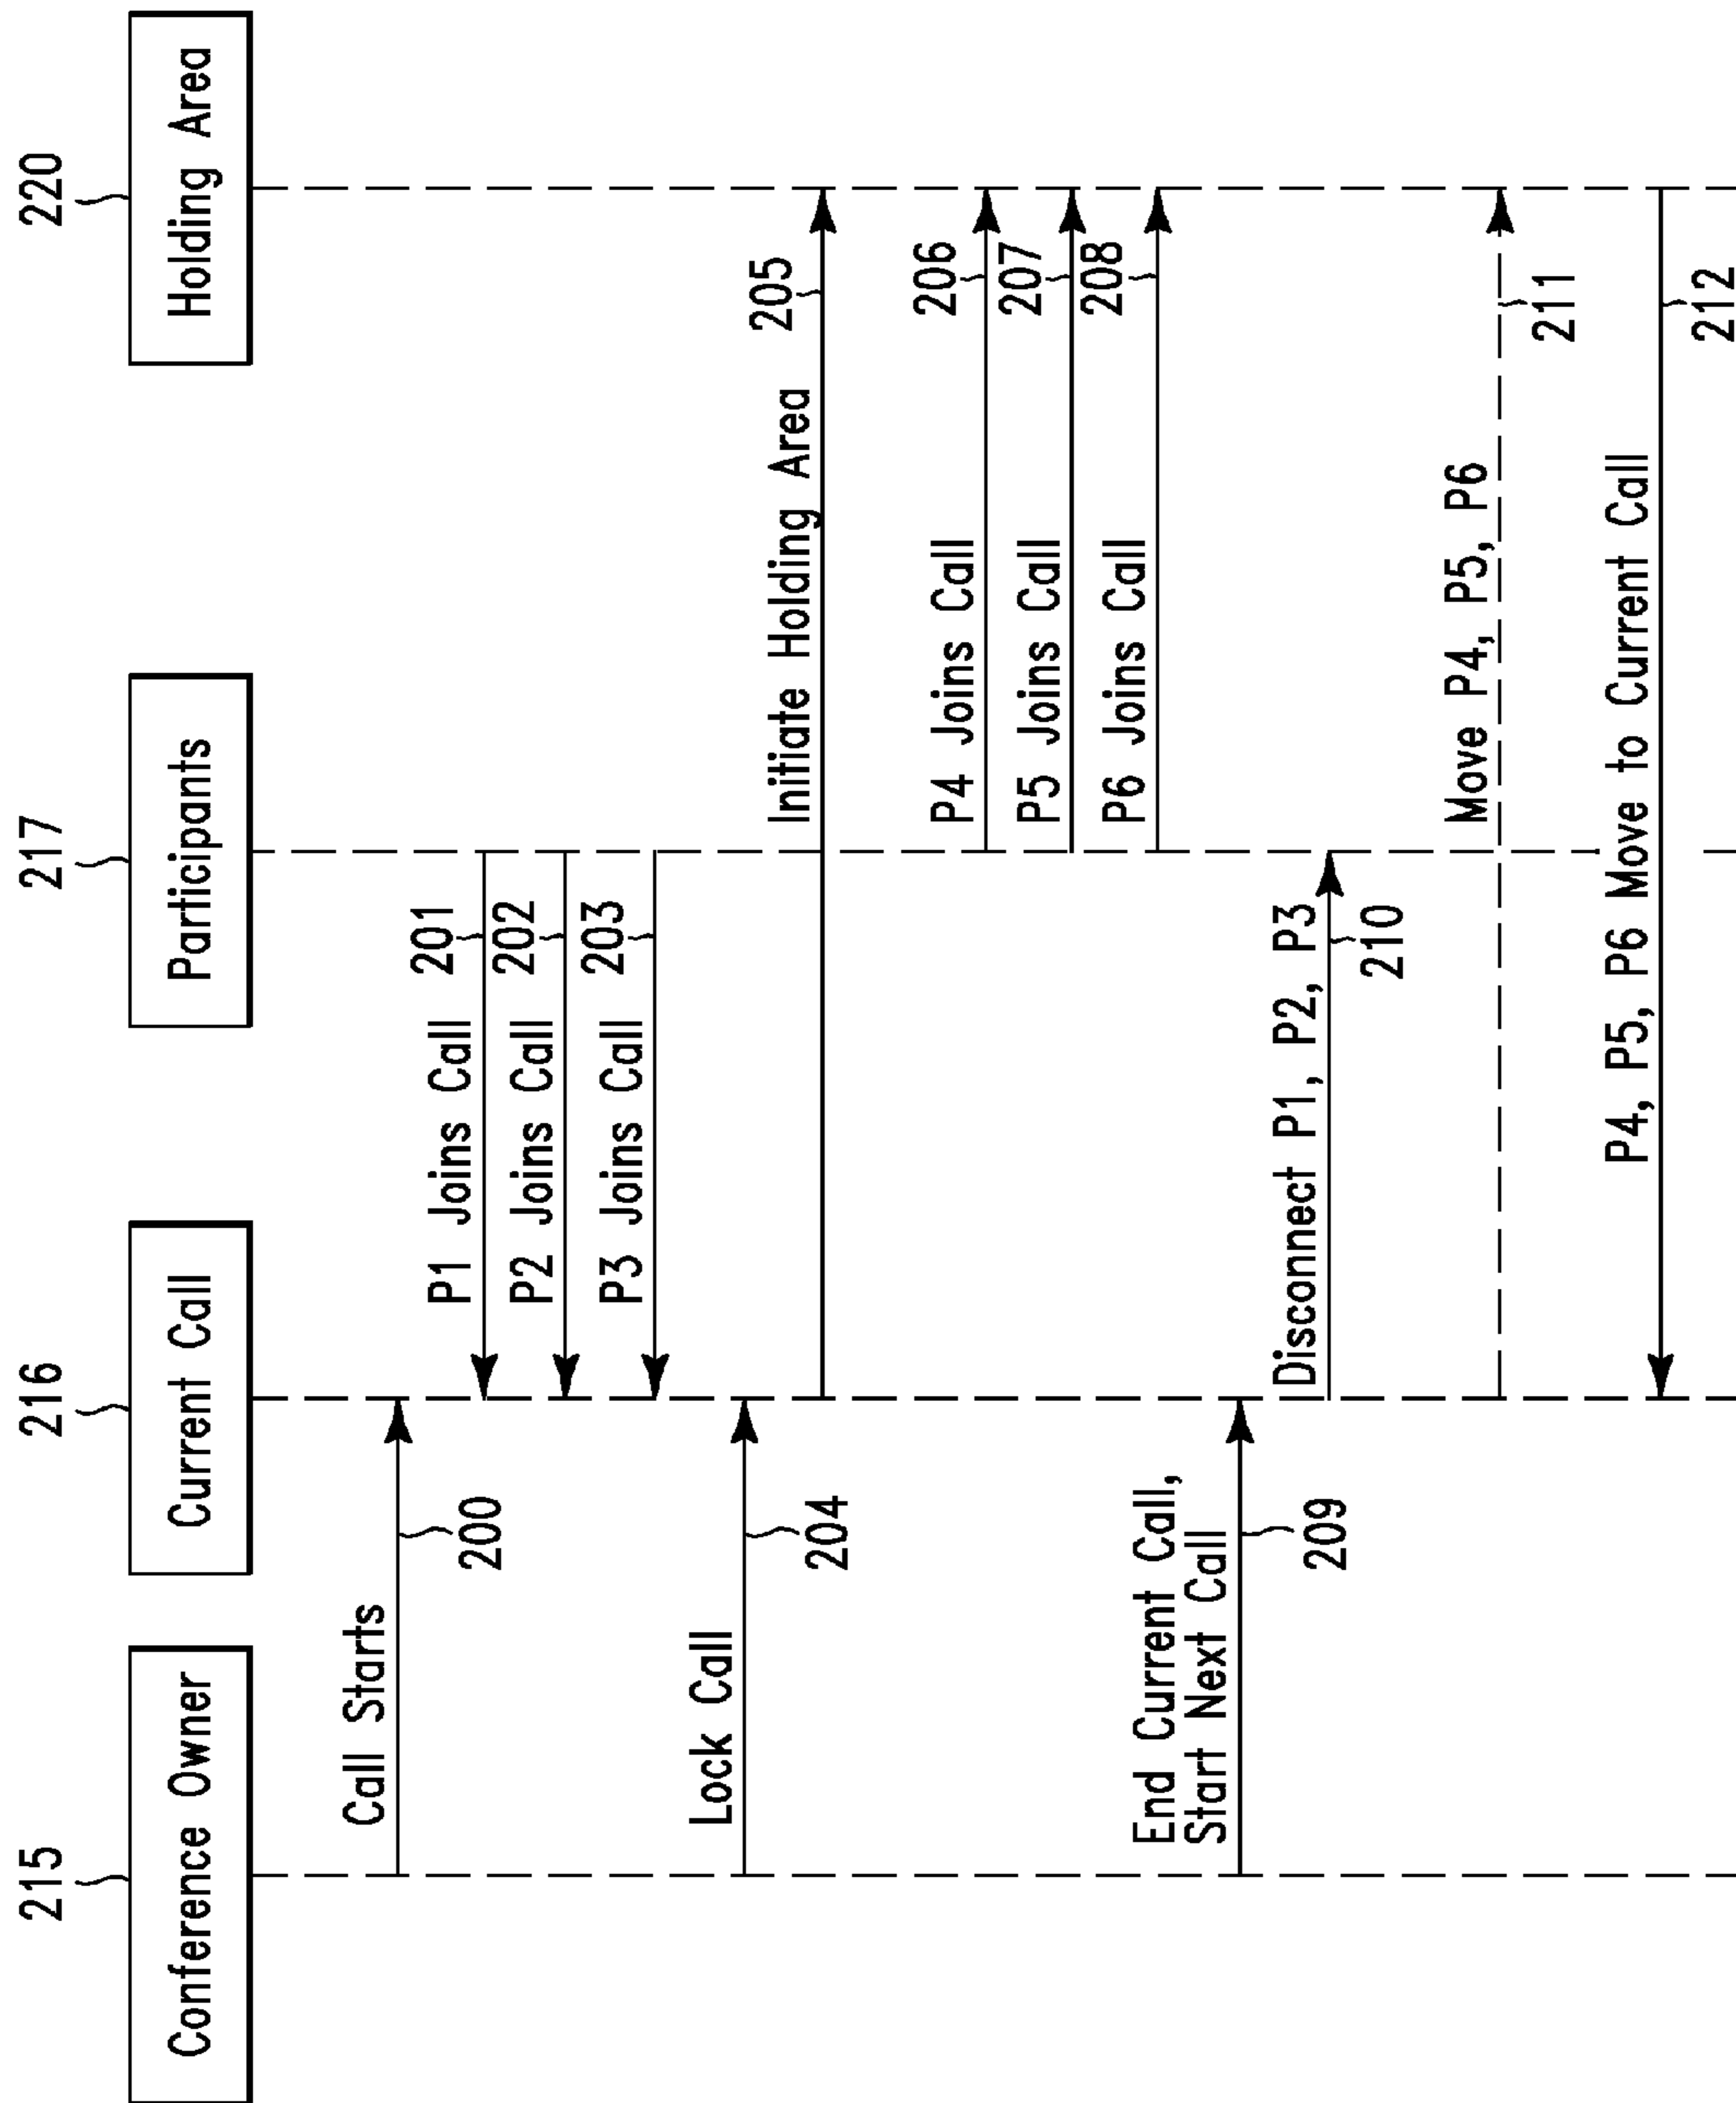 215
216
217
220
Conference Owner
Current Call
Participants
Holding Area
Call Starts
200
P1 Joins Call
201
P2 Joins Call
202
P3 Joins Call
203
Lock Call
204
Initiate Holding Area
205
P4 Joins Call
206
P5 Joins Call
207
P6 Joins Call
208
End Current Call,
Start Next Call
209
Disconnect P1, P2, P3
210
Move P4, P5, P6
211
P4, P5, P6 Move to Current Call
212